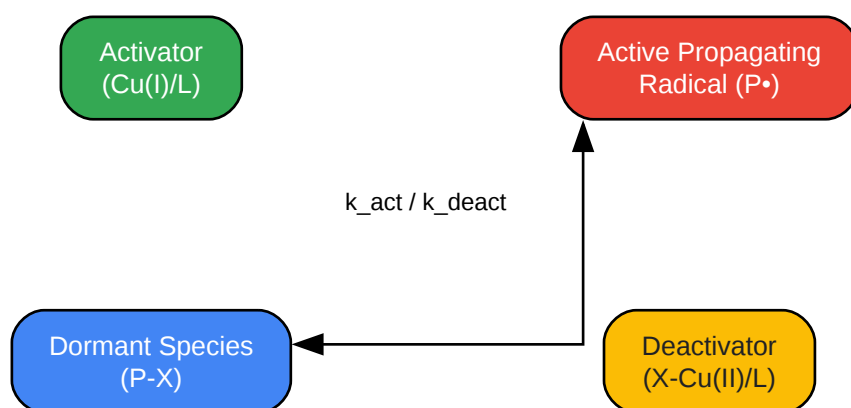 Activator
(Cu(I)/L)
Active Propagating
Radical (P•)
k_act / k_deact
Dormant Species
(P-X)
Deactivator
(X-Cu(II)/L)